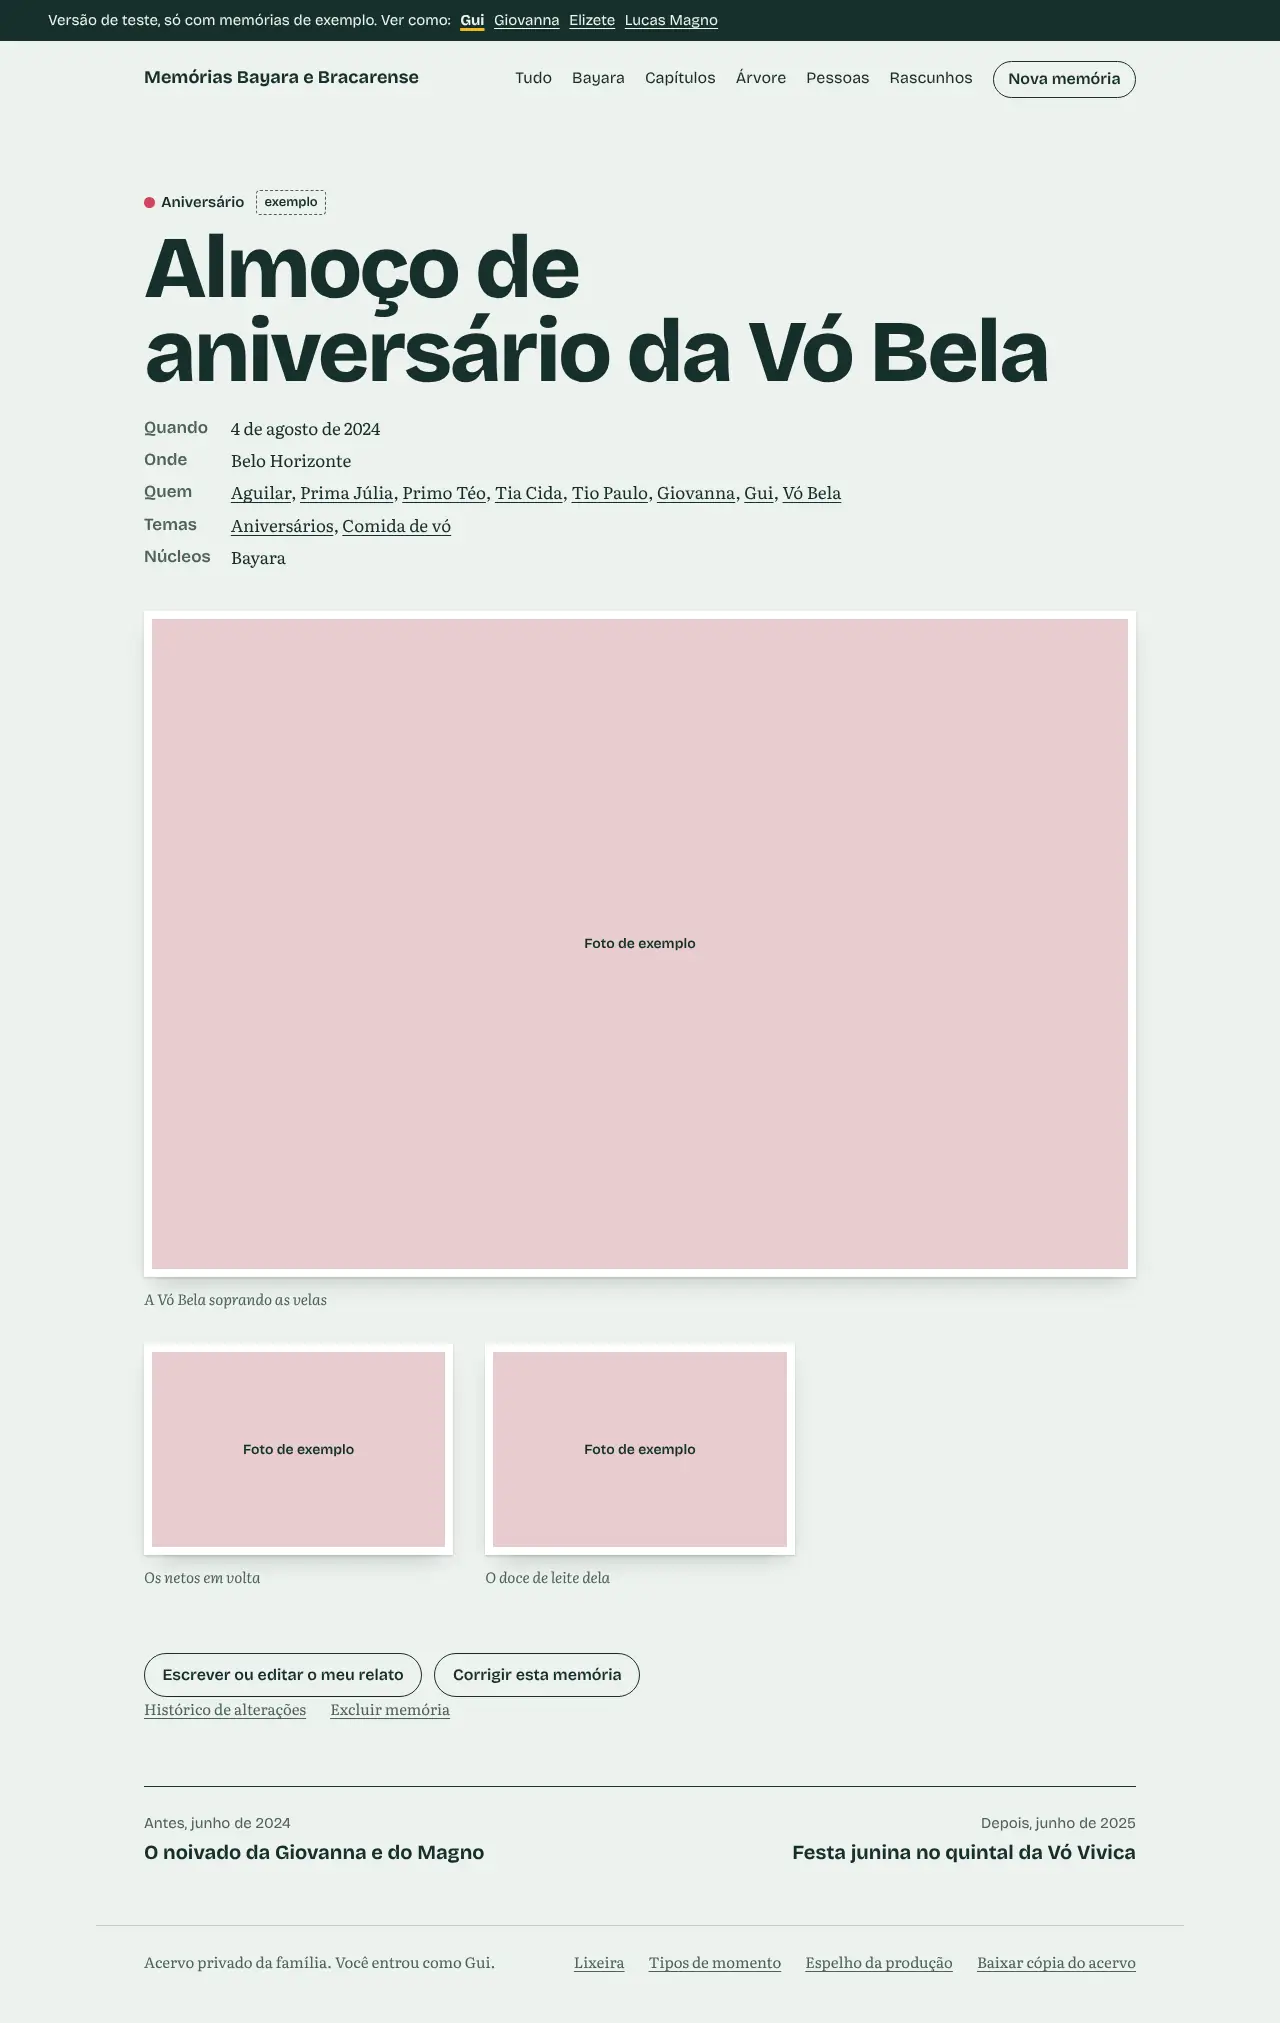 Versão de teste, só com memórias de exemplo. Ver como: Gui Giovanna Elizete Lucas Magno
Memórias Bayara e Bracarense Tudo Bayara Capítulos Árvore Pessoas Rascunhos Nova memória
Aniversário exemplo
Almoço de
aniversário da Vó Bela
Quando 4 de agosto de 2024
Onde Belo Horizonte
Quem Aguilar, Prima Júlia, Primo Téo, Tia Cida, Tio Paulo, Giovanna, Gui, Vó Bela
Temas Aniversários, Comida de vó
Núcleos Bayara
Foto de exemplo
A Vó Bela soprando as velas
Foto de exemplo Foto de exemplo
Os netos em volta O doce de leite dela
Escrever ou editar o meu relato Corrigir esta memória
Histórico de alterações Excluir memória
Antes, junho de 2024 Depois, junho de 2025
O noivado da Giovanna e do Magno Festa junina no quintal da Vó Vivica
Acervo privado da família. Você entrou como Gui. Lixeira Tipos de momento Espelho da produção Baixar cópia do acervo